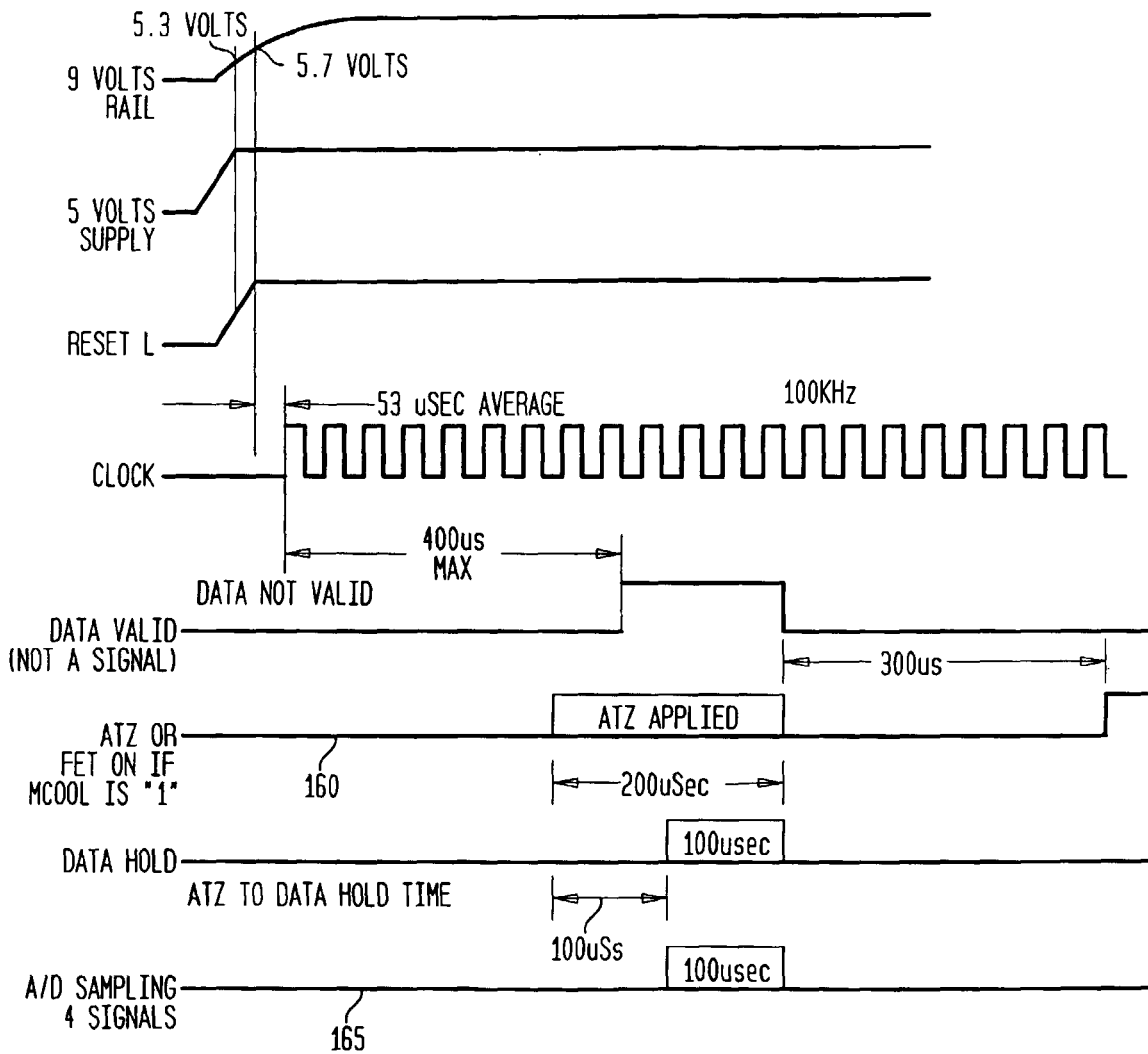 5.3 VOLTS
5.7 VOLTS
9 VOLTS
RAIL
5 VOLTS
SUPPLY
RESET L
53 uSEC AVERAGE
100KHz
CLOCK
400us
MAX
DATA NOT VALID
DATA VALID
(NOT A SIGNAL)
300us
ATZ APPLIED
ATZ OR
FET ON IF
MCOOL IS "1"
160
200uSec
100usec
DATA HOLD
ATZ TO DATA HOLD TIME
100uSs
100usec
A/D SAMPLING
4 SIGNALS
165